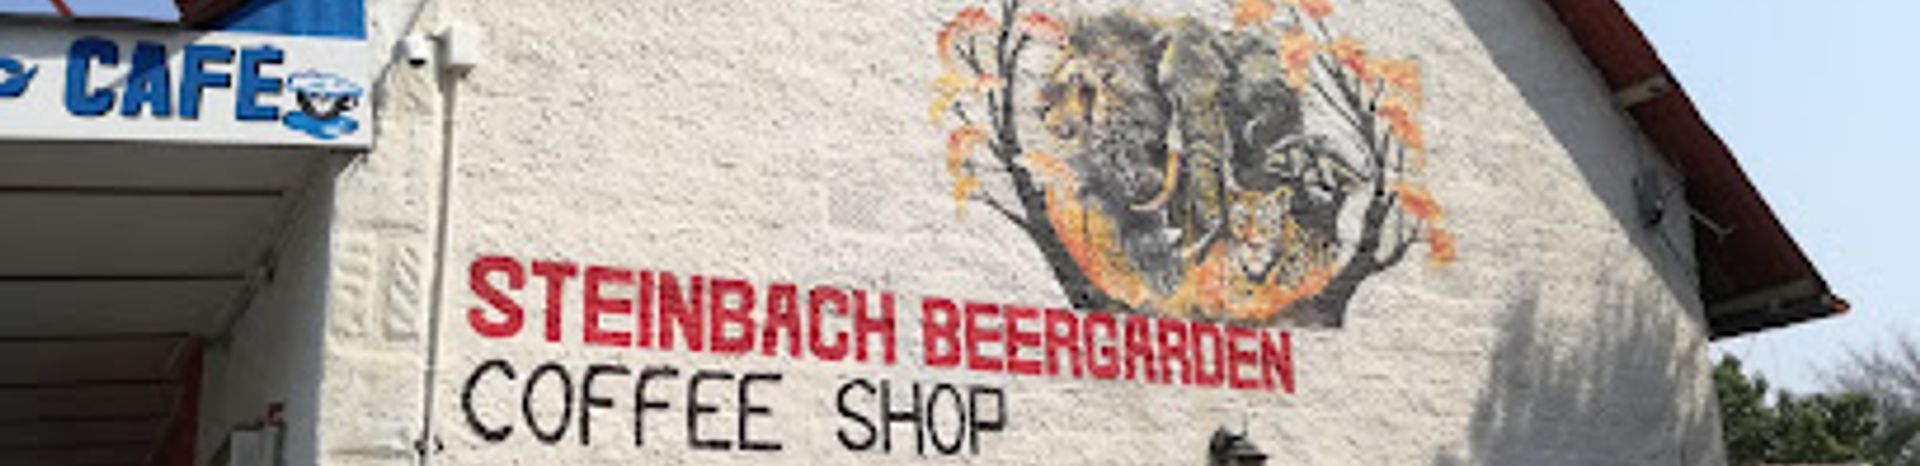 CAFE
STEINBACH BEERGARDEN
COFFEE SHOP